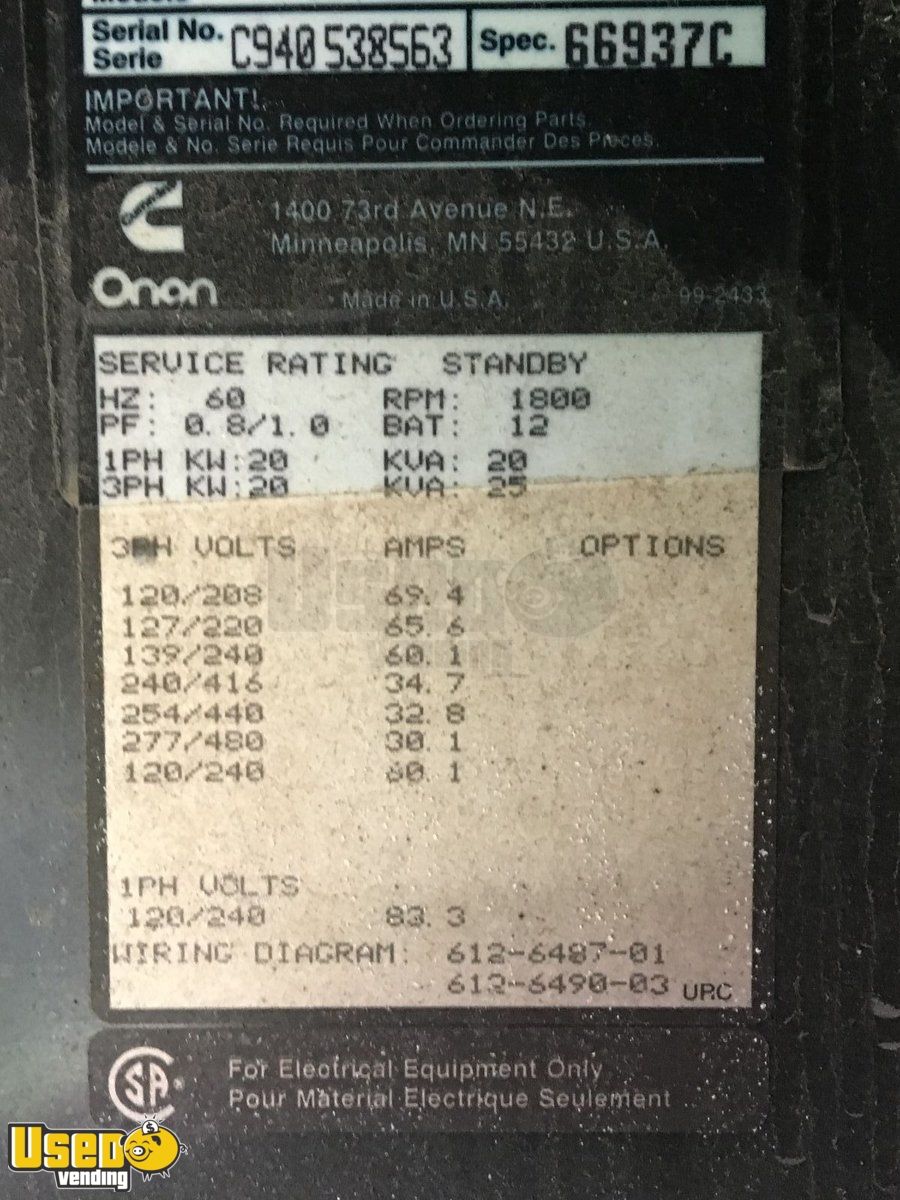 Serial No.
Serie
C940538563
Spec. 66937C
IMPORTANT!
Model & Serial No. Required When Ordering Parts.
Modele & No. Serie Requis Pour Commander Des Pieces.
1400 73rd Avenue N.E.
Minneapolis, MN 55432 U.S.A.
Onan
Made in U.S.A.
99-2433
SERVICE RATING STANDBY
HZ: 60 RPM: 1800
PF: 0.8/1.0 BAT: 12
1PH KW:20 KVA: 20
3PH KW:20 KVA: 25
3PH VOLTS AMPS OPTIONS
120/208 69.4
127/220 65.6
139/240 60.1
240/416 34.7
254/440 32.8
277/480 30.1
120/240 60.1
1PH VOLTS
120/240 83.3
WIRING DIAGRAM: 612-6487-01
612-6490-03 URC
SA
For Electrical Equipment Only
Pour Material Electrique Seulement
Used
vending
Used
vending